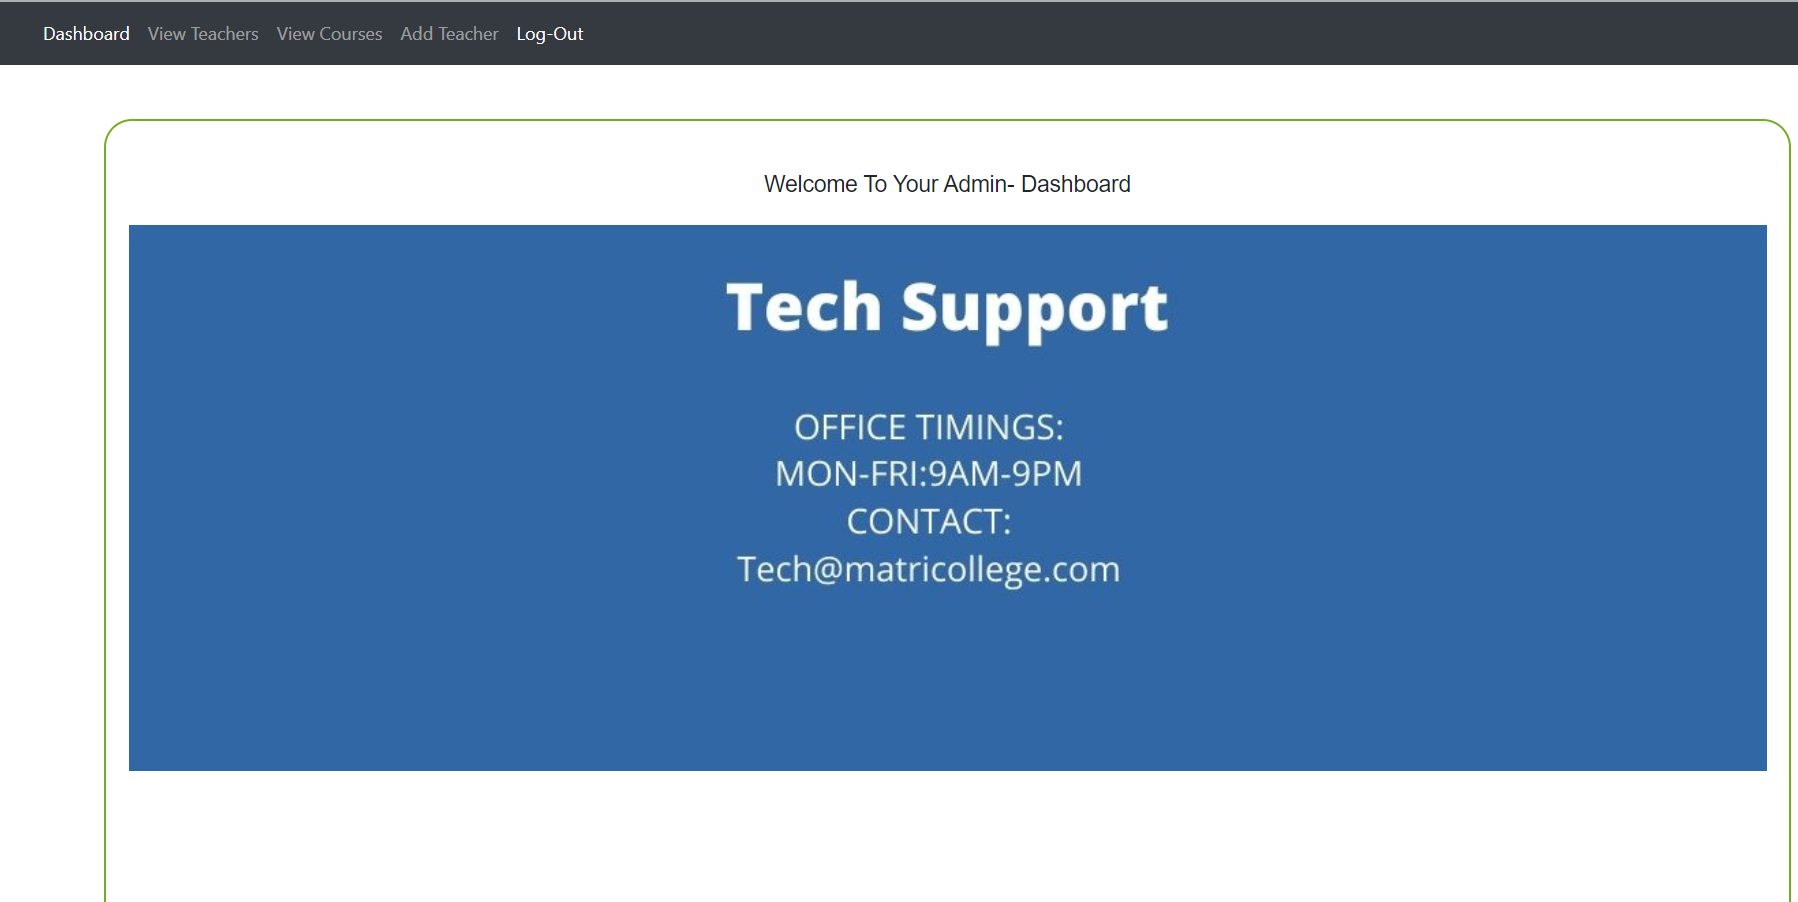 Dashboard View Teachers View Courses Add Teacher Log-Out
Welcome To Your Admin- Dashboard
Tech Support
OFFICE TIMINGS:
MON-FRI:9AM-9PM
CONTACT:
Tech@matricollege.com